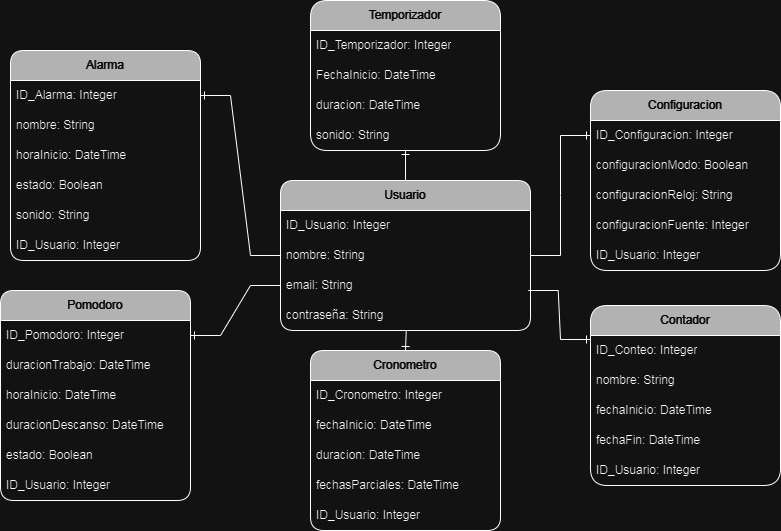 Temporizador
ID_Temporizador: Integer
FechaInicio: DateTime
duracion: DateTime
sonido: String
Alarma
ID_Alarma: Integer
nombre: String
horaInicio: DateTime
estado: Boolean
sonido: String
ID_Usuario: Integer
Configuracion
ID_Configuracion: Integer
configuracionModo: Boolean
configuracionReloj: String
configuracionFuente: Integer
ID_Usuario: Integer
Usuario
ID_Usuario: Integer
nombre: String
email: String
contraseña: String
Pomodoro
ID_Pomodoro: Integer
duracionTrabajo: DateTime
horaInicio: DateTime
duracionDescanso: DateTime
estado: Boolean
ID_Usuario: Integer
Cronometro
ID_Cronometro: Integer
fechaInicio: DateTime
duracion: DateTime
fechasParciales: DateTime
ID_Usuario: Integer
Contador
ID_Conteo: Integer
nombre: String
fechaInicio: DateTime
fechaFin: DateTime
ID_Usuario: Integer